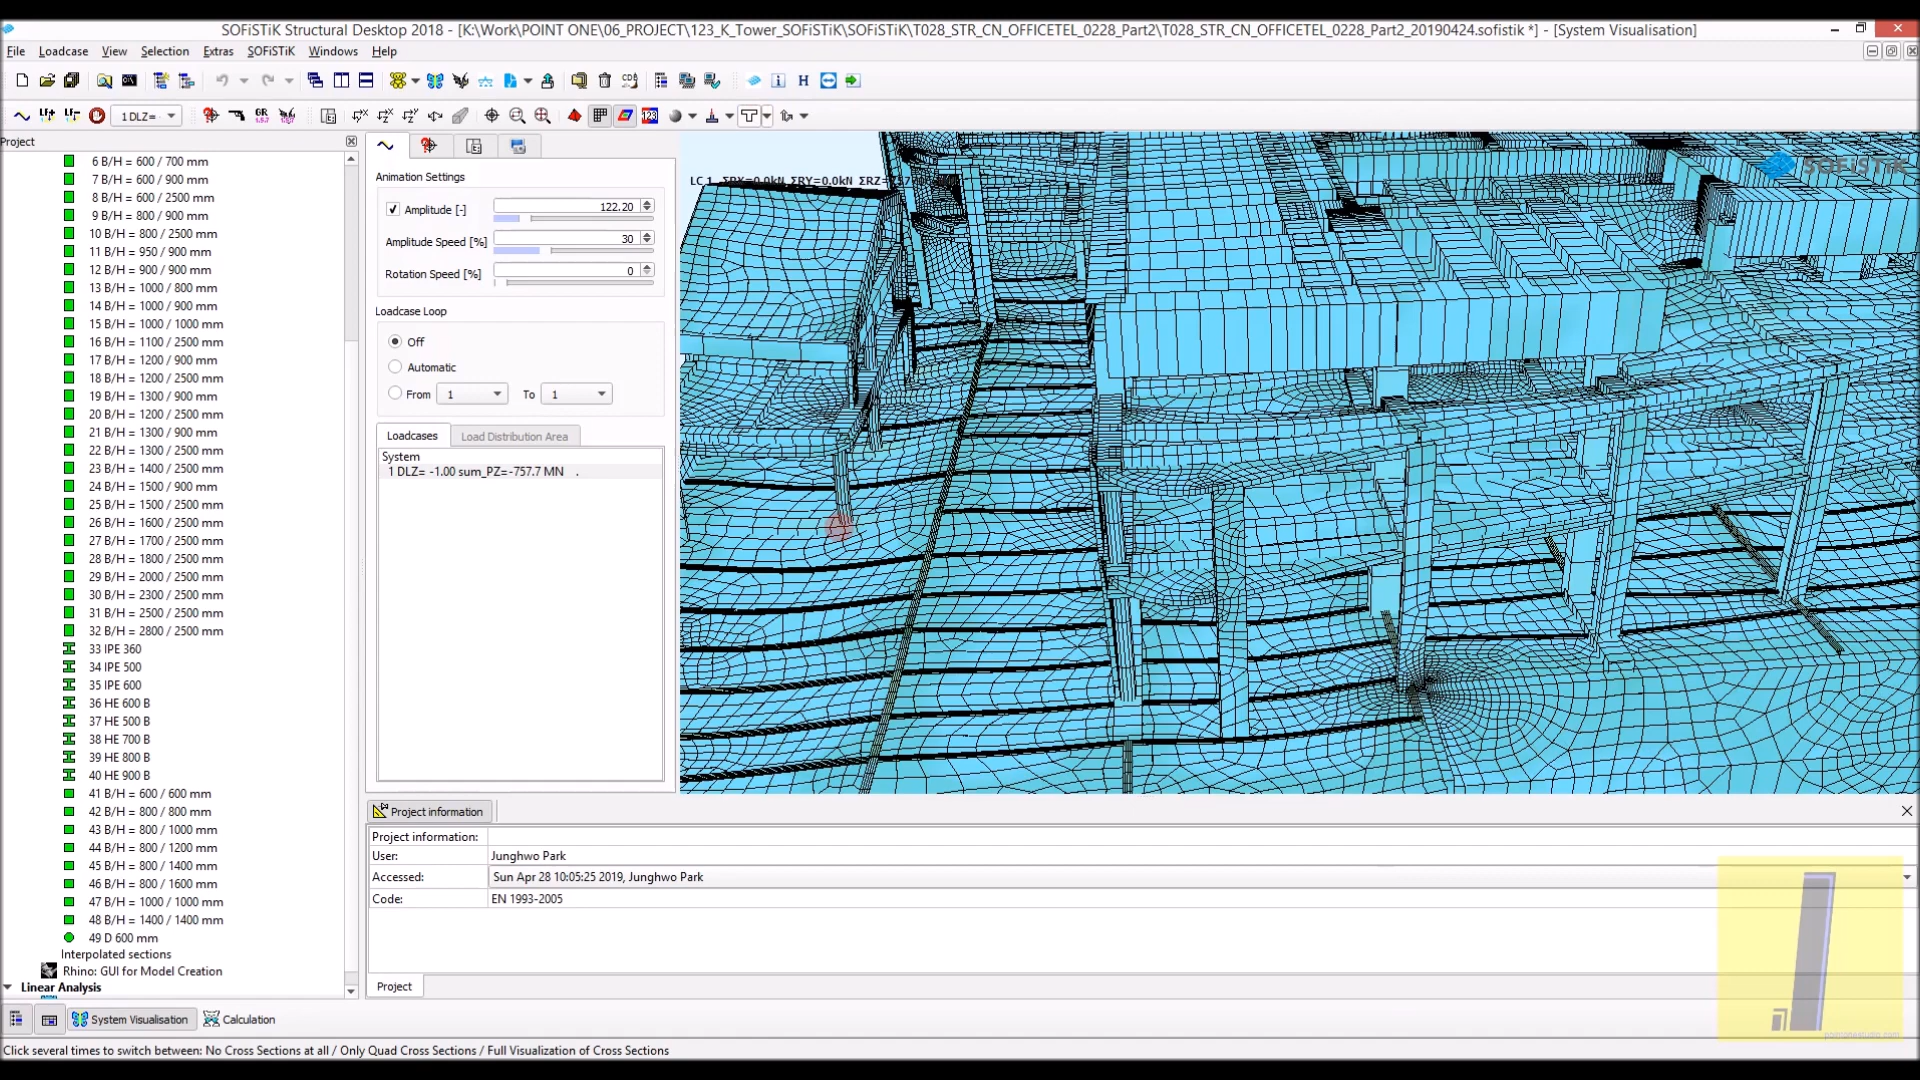 SOFiSTiK Structural Desktop 2018 - [K:\Work\POINT ONE\06_PROJECT\123_K_Tower_SOFiSTiK\SOFiSTiK\T028_STR_CN_OFFICETEL_0228_Part2\T028_STR_CN_OFFICETEL_0228_Part2_20190424.sofistik *] - [System Visualisation]
File Loadcase View Selection Extras SOFiSTiK Windows Help
1 DLZ=
Project
6 B/H = 600 / 700 mm
7 B/H = 600 / 900 mm
8 B/H = 600 / 2500 mm
9 B/H = 800 / 900 mm
10 B/H = 800 / 2500 mm
11 B/H = 950 / 900 mm
12 B/H = 900 / 900 mm
13 B/H = 1000 / 800 mm
14 B/H = 1000 / 900 mm
15 B/H = 1000 / 1000 mm
16 B/H = 1100 / 2500 mm
17 B/H = 1200 / 900 mm
18 B/H = 1200 / 2500 mm
19 B/H = 1300 / 900 mm
20 B/H = 1200 / 2500 mm
21 B/H = 1300 / 900 mm
22 B/H = 1300 / 2500 mm
23 B/H = 1400 / 2500 mm
24 B/H = 1500 / 900 mm
25 B/H = 1500 / 2500 mm
26 B/H = 1600 / 2500 mm
27 B/H = 1700 / 2500 mm
28 B/H = 1800 / 2500 mm
29 B/H = 2000 / 2500 mm
30 B/H = 2300 / 2500 mm
31 B/H = 2500 / 2500 mm
32 B/H = 2800 / 2500 mm
33 IPE 360
34 IPE 500
35 IPE 600
36 HE 600 B
37 HE 500 B
38 HE 700 B
39 HE 800 B
40 HE 900 B
41 B/H = 600 / 600 mm
42 B/H = 800 / 800 mm
43 B/H = 800 / 1000 mm
44 B/H = 800 / 1200 mm
45 B/H = 800 / 1400 mm
46 B/H = 800 / 1600 mm
47 B/H = 1000 / 1000 mm
48 B/H = 1400 / 1400 mm
49 D 600 mm
Interpolated sections
Rhino: GUI for Model Creation
Linear Analysis
Animation Settings
Amplitude [-] 122.20
Amplitude Speed [%] 30
Rotation Speed [%] 0
Loadcase Loop
Off
Automatic
From 1 To 1
Loadcases Load Distribution Area
System
1 DLZ= -1.00 sum_PZ=-757.7 MN .
SOFiSTiK
Project information
Project information:
User: Junghwo Park
Accessed: Sun Apr 28 10:05:25 2019, Junghwo Park
Code: EN 1993-2005
Project
System Visualisation Calculation
Click several times to switch between: No Cross Sections at all / Only Quad Cross Sections / Full Visualization of Cross Sections